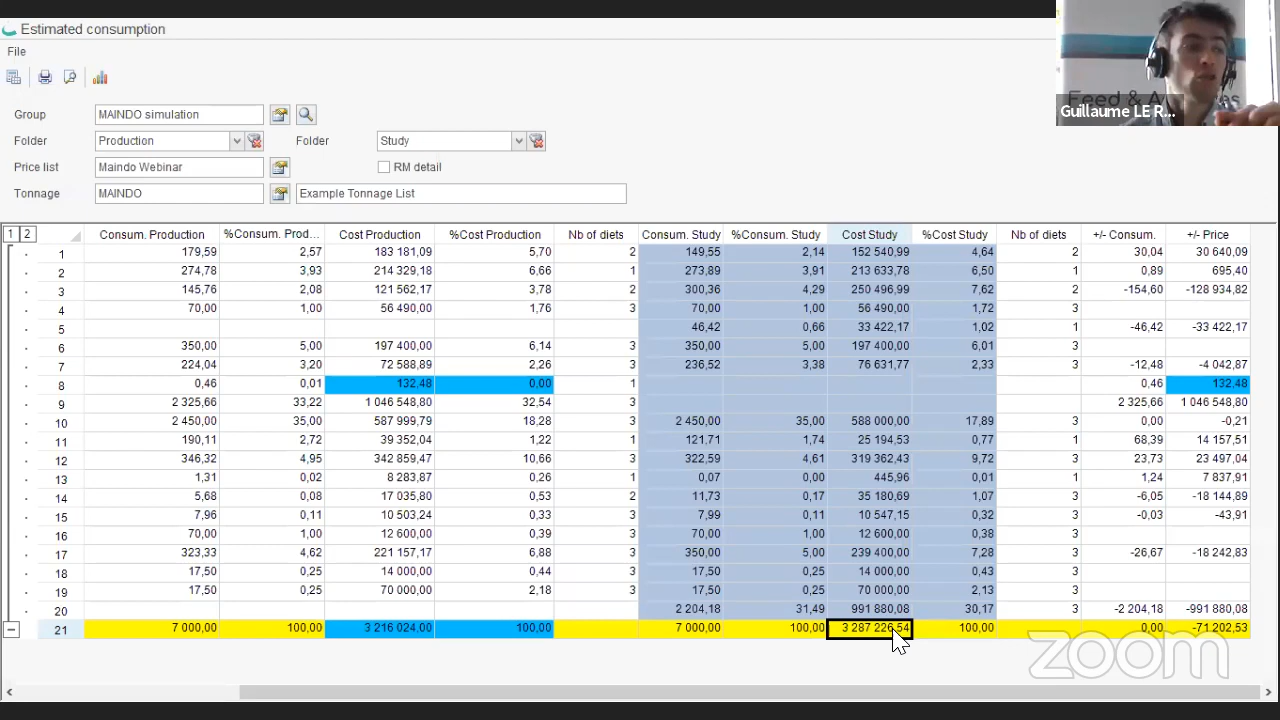 Estimated consumption
File
Group MAINDO simulation
Folder Production Folder Study
Price list Maindo Webinar RM detail
Tonnage MAINDO Example Tonnage List
Guillaume LE R...
1 2 Consum. Production %Consum. Prod... Cost Production %Cost Production Nb of diets Consum. Study %Consum. Study Cost Study %Cost Study Nb of diets +/- Consum. +/- Price
1 179,59 2,57 183 181,09 5,70 2 149,55 2,14 152 540,99 4,64 2 30,04 30 640,09
2 274,78 3,93 214 329,18 6,66 1 273,89 3,91 213 633,78 6,50 1 0,89 695,40
3 145,76 2,08 121 562,17 3,78 2 300,36 4,29 250 496,99 7,62 2 -154,60 -128 934,82
4 70,00 1,00 56 490,00 1,76 3 70,00 1,00 56 490,00 1,72 3
5 46,42 0,66 33 422,17 1,02 1 -46,42 -33 422,17
6 350,00 5,00 197 400,00 6,14 3 350,00 5,00 197 400,00 6,01 3
7 224,04 3,20 72 588,89 2,26 3 236,52 3,38 76 631,77 2,33 3 -12,48 -4 042,87
8 0,46 0,01 132,48 0,00 1 0,46 132,48
9 2 325,66 33,22 1 046 548,80 32,54 3 2 325,66 1 046 548,80
10 2 450,00 35,00 587 999,79 18,28 3 2 450,00 35,00 588 000,00 17,89 3 0,00 -0,21
11 190,11 2,72 39 352,04 1,22 1 121,71 1,74 25 194,53 0,77 1 68,39 14 157,51
12 346,32 4,95 342 859,47 10,66 3 322,59 4,61 319 362,43 9,72 3 23,73 23 497,04
13 1,31 0,02 8 283,87 0,26 1 0,07 0,00 445,96 0,01 1 1,24 7 837,91
14 5,68 0,08 17 035,80 0,53 2 11,73 0,17 35 180,69 1,07 3 -6,05 -18 144,89
15 7,96 0,11 10 503,24 0,33 3 7,99 0,11 10 547,15 0,32 3 -0,03 -43,91
16 70,00 1,00 12 600,00 0,39 3 70,00 1,00 12 600,00 0,38 3
17 323,33 4,62 221 157,17 6,88 3 350,00 5,00 239 400,00 7,28 3 -26,67 -18 242,83
18 17,50 0,25 14 000,00 0,44 3 17,50 0,25 14 000,00 0,43 3
19 17,50 0,25 70 000,00 2,18 3 17,50 0,25 70 000,00 2,13 3
20 2 204,18 31,49 991 880,08 30,17 3 -2 204,18 -991 880,08
21 7 000,00 100,00 3 216 024,00 100,00 7 000,00 100,00 3 287 226,54 100,00 0,00 -71 202,53
zoom